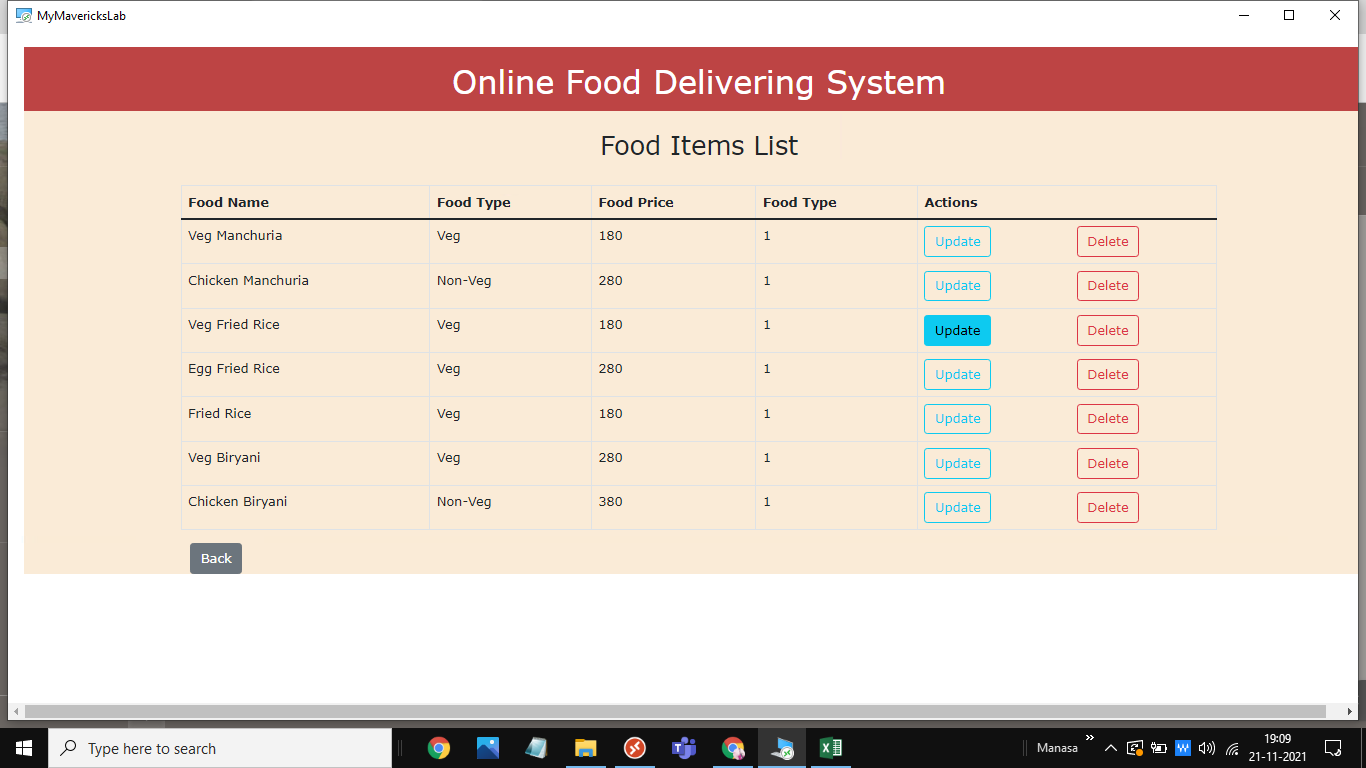 MyMavericksLab
Online Food Delivering System
Food Items List
Food Name Food Type Food Price Food Type Actions
Veg Manchuria Veg 180 1 Update Delete
Chicken Manchuria Non-Veg 280 1 Update Delete
Veg Fried Rice Veg 180 1 Update Delete
Egg Fried Rice Veg 280 1 Update Delete
Fried Rice Veg 180 1 Update Delete
Veg Biryani Veg 280 1 Update Delete
Chicken Biryani Non-Veg 380 1 Update Delete
Back
Type here to search
Manasa
19:09
21-11-2021